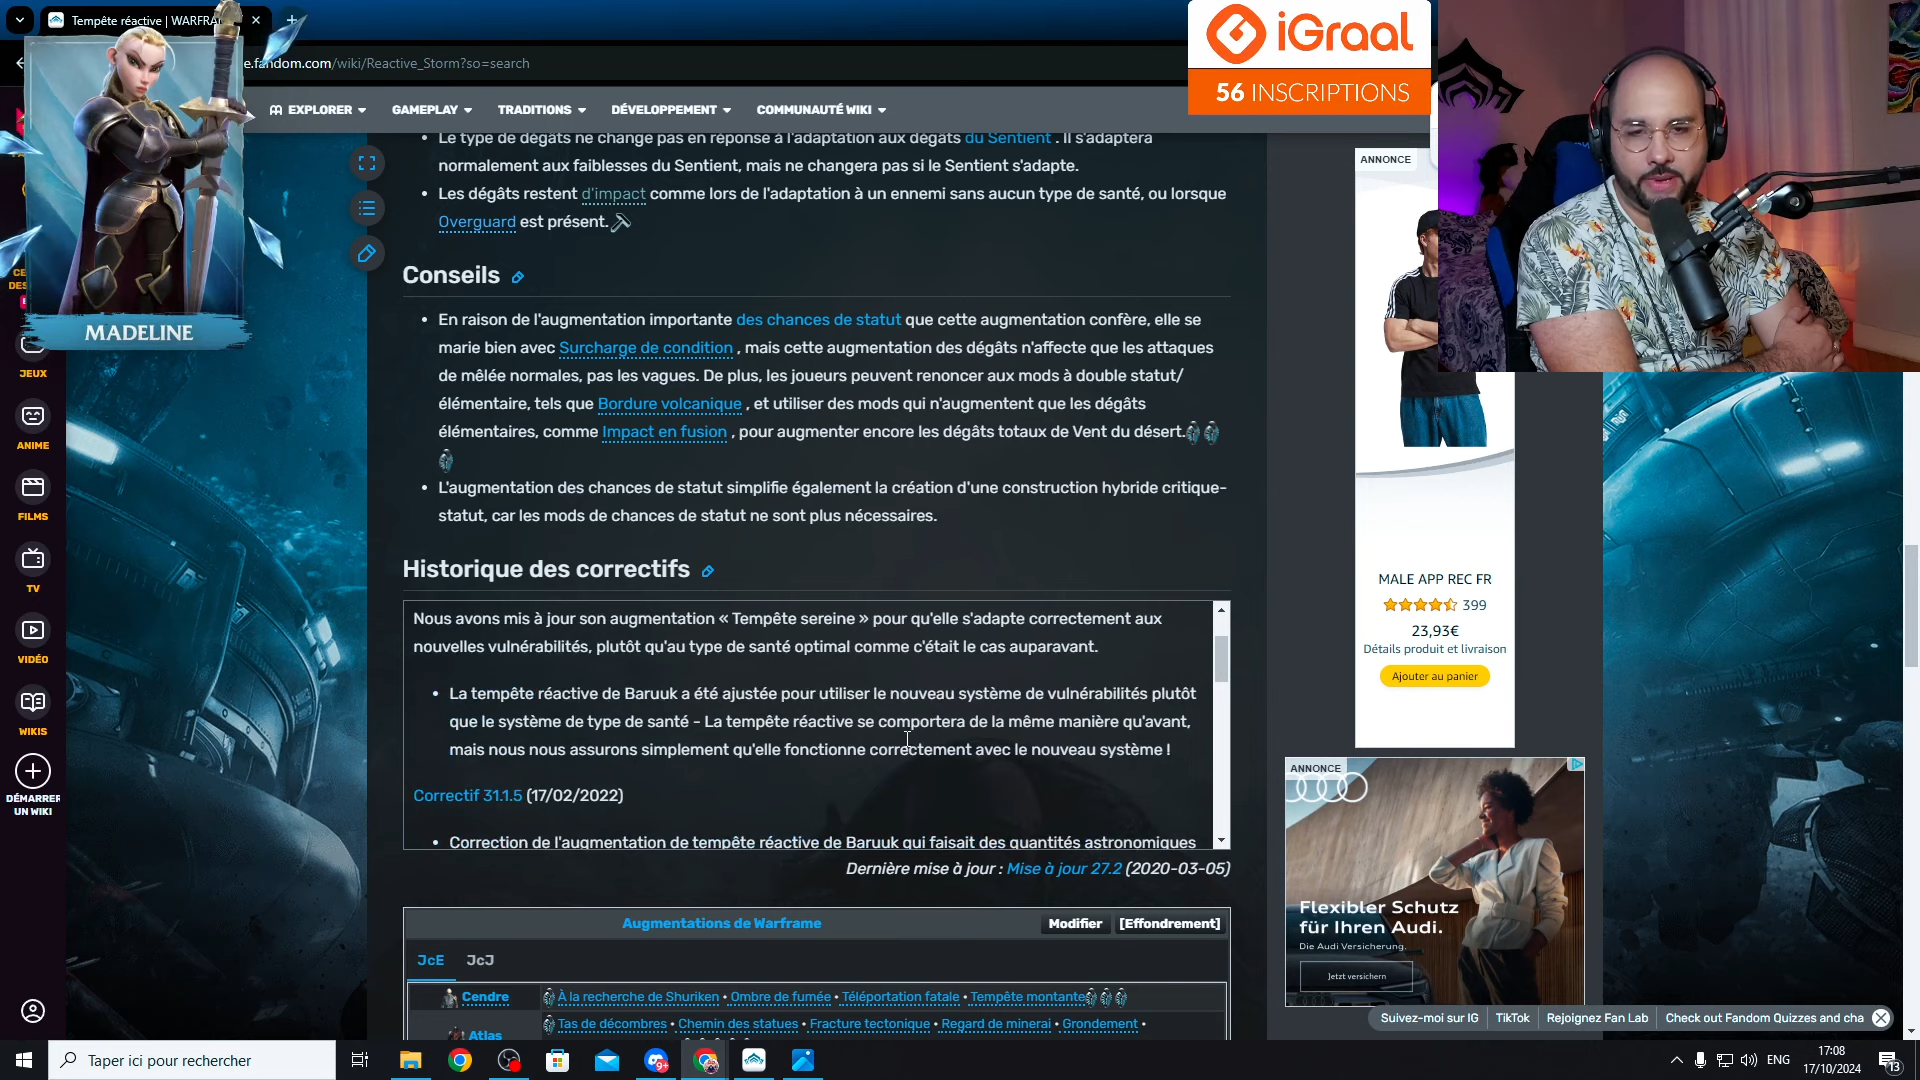 Tempête réactive | WARFRA
e.fandom.com/wiki/Reactive_Storm?so=search
iGraal
56 INSCRIPTIONS
EXPLORER
GAMEPLAY
TRADITIONS
DÉVELOPPEMENT
COMMUNAUTÉ WIKI
MADELINE
JEUX
ANIME
FILMS
TV
VIDÉO
WIKIS
DÉMARRER
UN WIKI
Le type de dégâts ne change pas en réponse à l'adaptation aux dégâts du Sentient . Il s'adaptera
normalement aux faiblesses du Sentient, mais ne changera pas si le Sentient s'adapte.
Les dégâts restent d'impact comme lors de l'adaptation à un ennemi sans aucun type de santé, ou lorsque
Overguard est présent.
Conseils
En raison de l'augmentation importante des chances de statut que cette augmentation confère, elle se
marie bien avec Surcharge de condition , mais cette augmentation des dégâts n'affecte que les attaques
de mêlée normales, pas les vagues. De plus, les joueurs peuvent renoncer aux mods à double statut/
élémentaire, tels que Bordure volcanique , et utiliser des mods qui n'augmentent que les dégâts
élémentaires, comme Impact en fusion , pour augmenter encore les dégâts totaux de Vent du désert.
L'augmentation des chances de statut simplifie également la création d'une construction hybride critique-
statut, car les mods de chances de statut ne sont plus nécessaires.
Historique des correctifs
Nous avons mis à jour son augmentation « Tempête sereine » pour qu'elle s'adapte correctement aux
nouvelles vulnérabilités, plutôt qu'au type de santé optimal comme c'était le cas auparavant.
La tempête réactive de Baruuk a été ajustée pour utiliser le nouveau système de vulnérabilités plutôt
que le système de type de santé - La tempête réactive se comportera de la même manière qu'avant,
mais nous nous assurons simplement qu'elle fonctionne correctement avec le nouveau système !
Correctif 31.1.5 (17/02/2022)
Correction de l'augmentation de tempête réactive de Baruuk qui faisait des quantités astronomiques
Dernière mise à jour : Mise à jour 27.2 (2020-03-05)
Augmentations de Warframe
Modifier
[Effondrement]
JcE
JcJ
Cendre
À la recherche de Shuriken • Ombre de fumée • Téléportation fatale • Tempête montante
Atlas
Tas de décombres • Chemin des statues • Fracture tectonique • Regard de minerai • Grondement •
ANNONCE
MALE APP REC FR
399
23,93€
Détails produit et livraison
Ajouter au panier
ANNONCE
Flexibler Schutz
für Ihren Audi.
Die Audi Versicherung.
Jetzt versichern
Suivez-moi sur IG
TikTok
Rejoignez Fan Lab
Check out Fandom Quizzes and cha
Taper ici pour rechercher
9+
ENG
17:08
17/10/2024
13